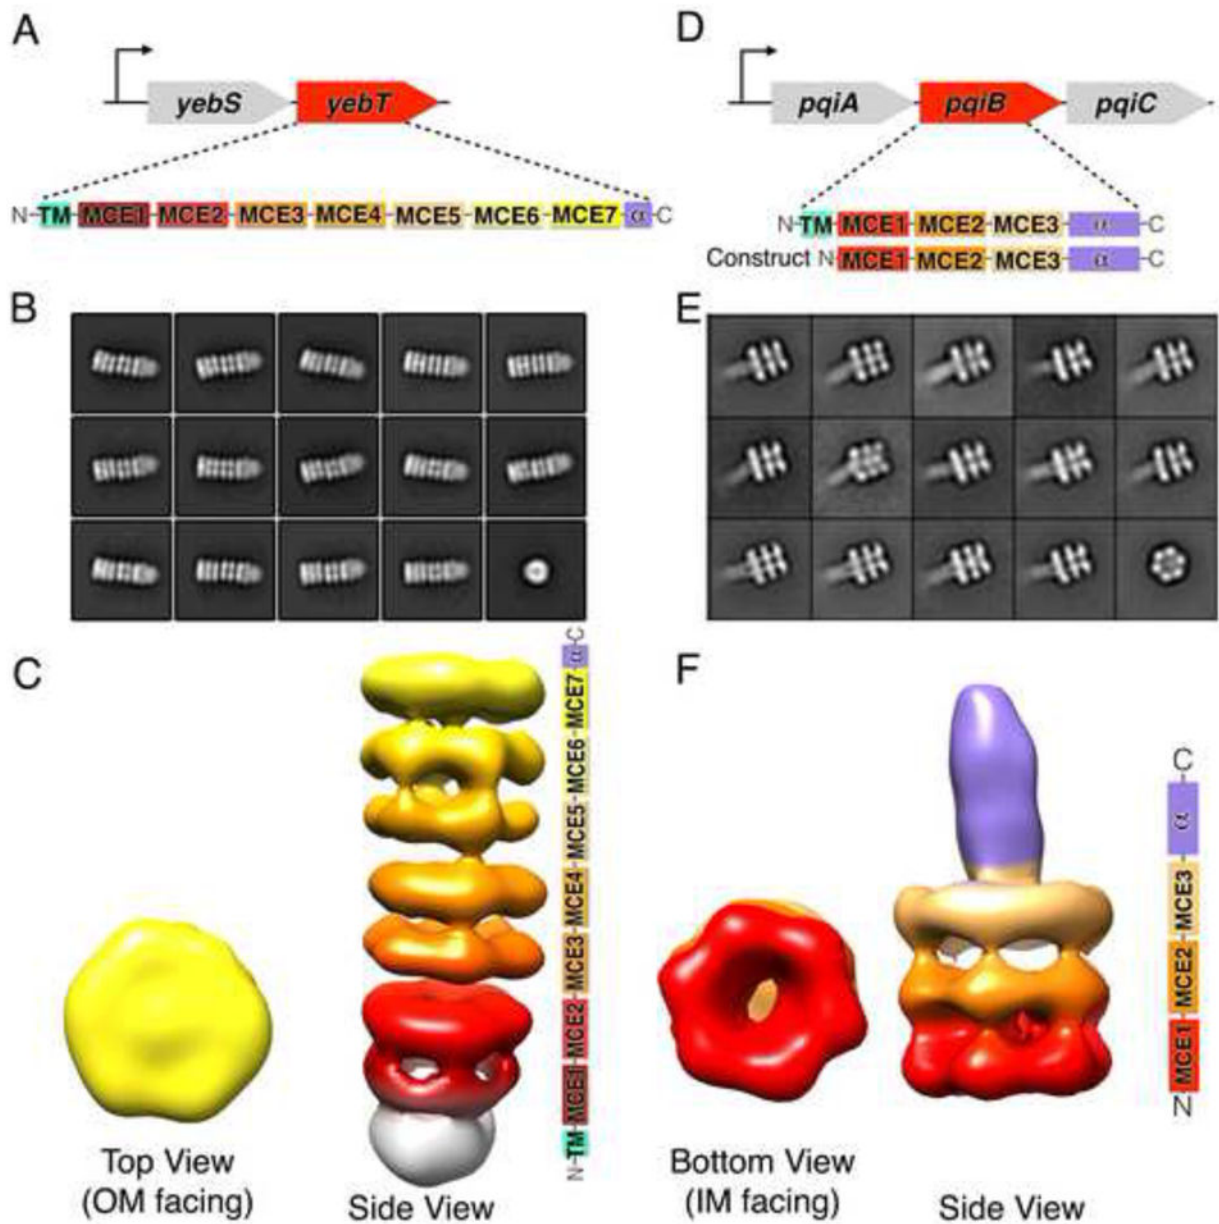 A
yebS
yebT
N TM MCE1 MCE2 MCE3 MCE4 MCE5 MCE6 MCE7 α C
B
C
Top View
(OM facing)
Side View
N TM MCE1 MCE2 MCE3 MCE4 MCE5 MCE6 MCE7 α C
D
pqiA
pqiB
pqiC
N TM MCE1 MCE2 MCE3 α C
Construct N MCE1 MCE2 MCE3 α C
E
F
Bottom View
(IM facing)
Side View
N MCE1 MCE2 MCE3 α C